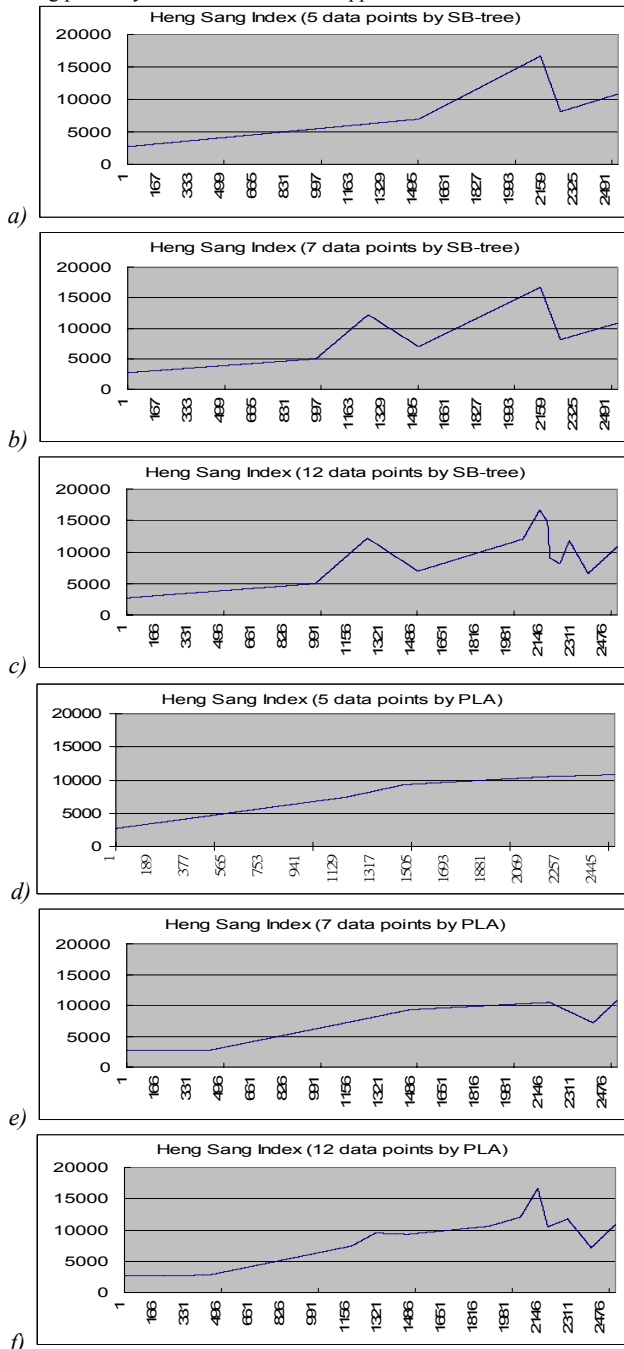 Heng Sang Index (5 data points by SB-tree)
20000
15000
10000
5000
0
1 167 333 499 665 831 997 1163 1329 1495 1661 1827 1993 2159 2325 2491
a)
Heng Sang Index (7 data points by SB-tree)
20000
15000
10000
5000
0
1 167 333 499 665 831 997 1163 1329 1495 1661 1827 1993 2159 2325 2491
b)
Heng Sang Index (12 data points by SB-tree)
20000
15000
10000
5000
0
1 166 331 496 661 826 991 1156 1321 1486 1651 1816 1981 2146 2311 2476
c)
Heng Sang Index (5 data points by PLA)
20000
15000
10000
5000
0
1 189 377 565 753 941 1129 1317 1505 1693 1881 2069 2257 2445
d)
Heng Sang Index (7 data points by PLA)
20000
15000
10000
5000
0
1 166 331 496 661 826 991 1156 1321 1486 1651 1816 1981 2146 2311 2476
e)
Heng Sang Index (12 data points by PLA)
20000
15000
10000
5000
0
1 166 331 496 661 826 991 1156 1321 1486 1651 1816 1981 2146 2311 2476
f)